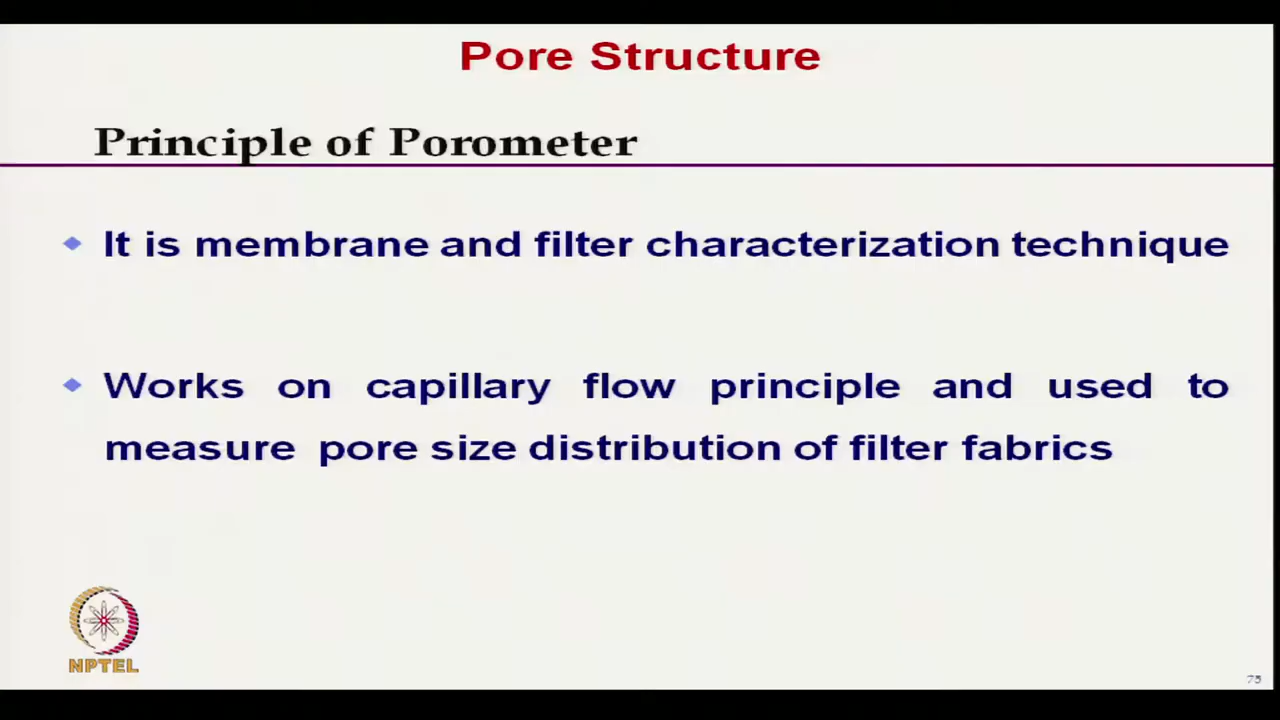 Pore Structure
Principle of Porometer
It is membrane and filter characterization technique
Works on capillary flow principle and used to
measure pore size distribution of filter fabrics
NPTEL
75